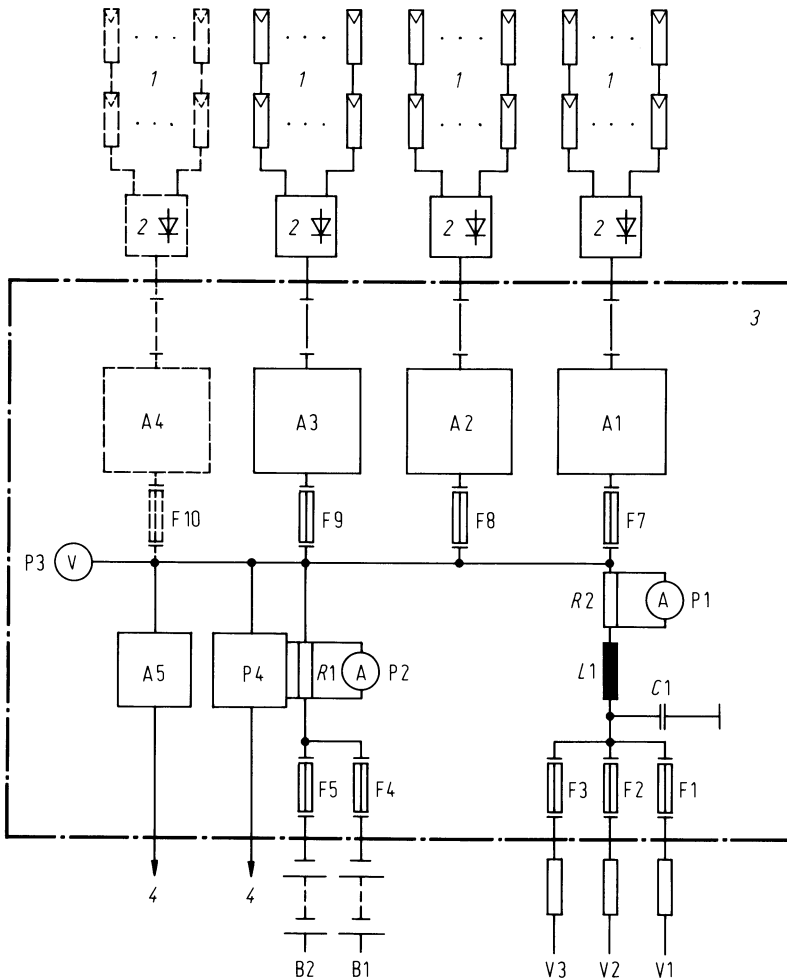 1 1 1 1
2 2 2 2
3
A4 A3 A2 A1
F10 F9 F8 F7
P3 V
R2 A P1
A5 P4 R1 A P2
L1
C1
F5 F4 F3 F2 F1
4 4
B2 B1 V3 V2 V1